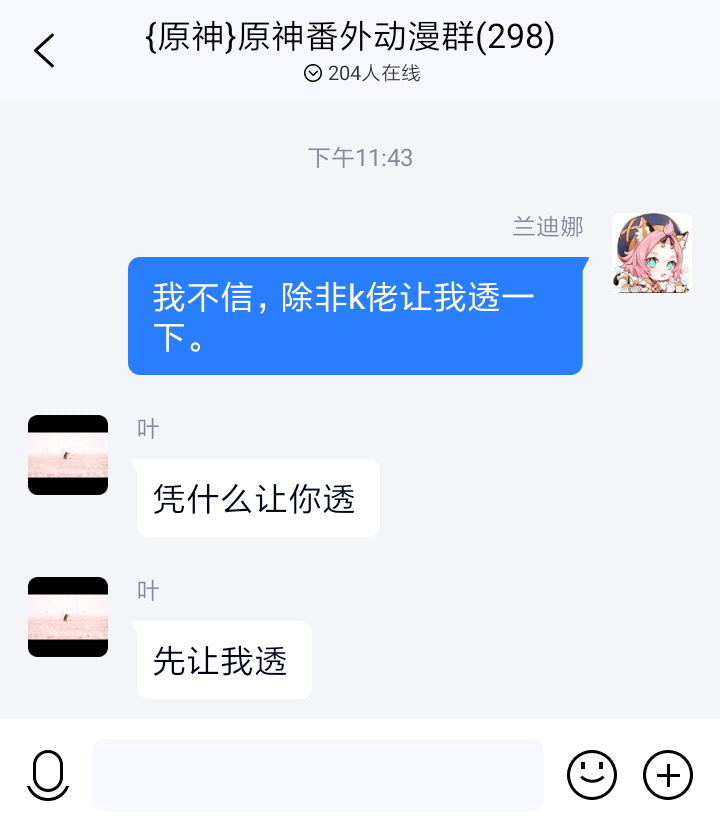 {原神}原神番外动漫群(298)
204人在线
下午11:43
兰迪娜
我不信，除非k佬让我透一
下。
叶
凭什么让你透
叶
先让我透